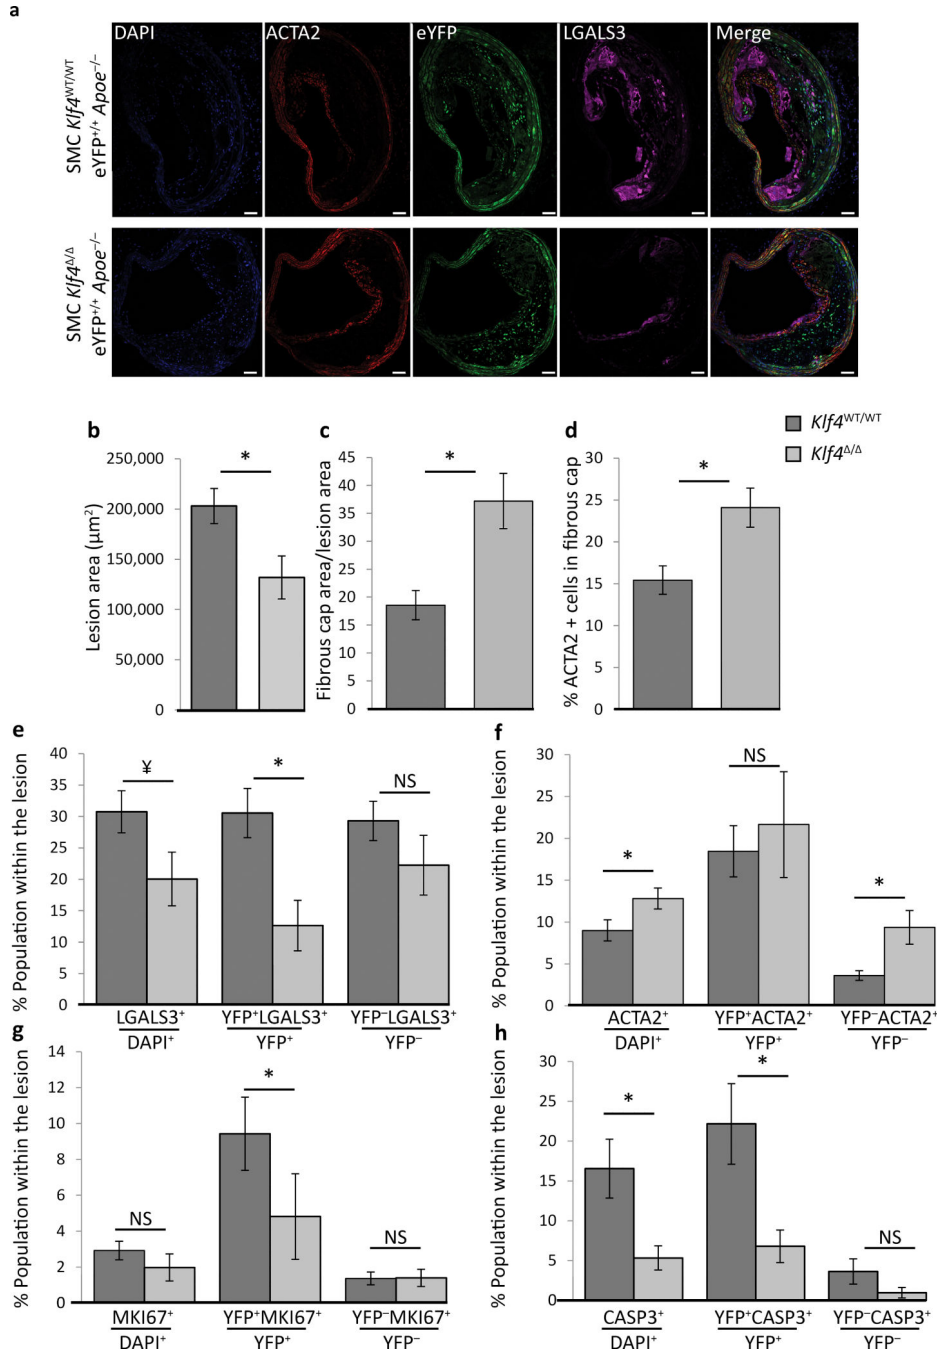 a
DAPI
ACTA2
eYFP
LGALS3
Merge
SMC Klf4WT/WT
eYFP+/+ Apoe−/−
SMC Klf4Δ/Δ
eYFP+/+ Apoe−/−
Klf4WT/WT
Klf4Δ/Δ
b
250,000
200,000
150,000
100,000
50,000
0
Lesion area (μm2)
*
c
45
40
35
30
25
20
15
10
5
0
Fibrous cap area/lesion area
*
d
30
25
20
15
10
5
0
% ACTA2 + cells in fibrous cap
*
e
40
35
30
25
20
15
10
5
0
% Population within the lesion
¥
*
NS
LGALS3+
DAPI+
YFP+LGALS3+
YFP+
YFP−LGALS3+
YFP−
f
30
25
20
15
10
5
0
% Population within the lesion
*
NS
*
ACTA2+
DAPI+
YFP+ACTA2+
YFP+
YFP−ACTA2+
YFP−
g
14
12
10
8
6
4
2
0
% Population within the lesion
NS
*
NS
MKI67+
DAPI+
YFP+MKI67+
YFP+
YFP−MKI67+
YFP−
h
30
25
20
15
10
5
0
% Population within the lesion
*
*
NS
CASP3+
DAPI+
YFP+CASP3+
YFP+
YFP−CASP3+
YFP−